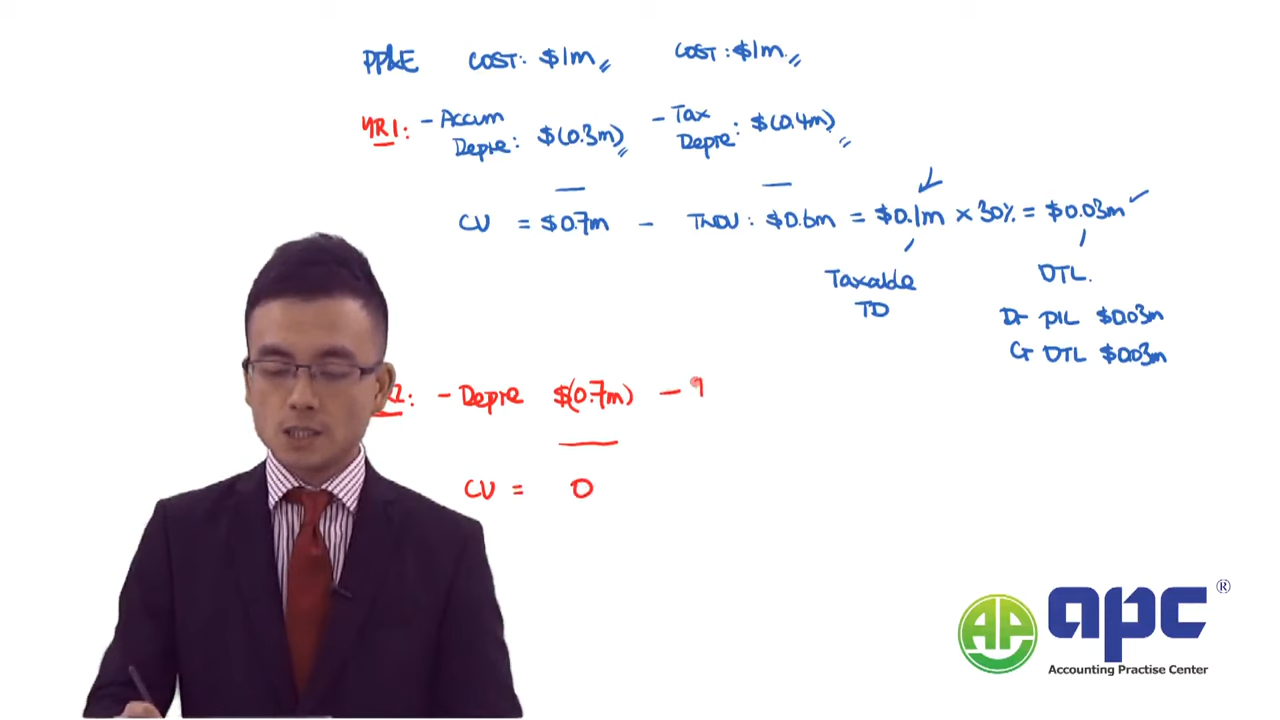 PP&E COST: $1m COST: $1m
YR1: - Accum Depre: $(0.3m) - Tax Depre: $(0.4m)
CV = $0.7m - TWDV: $0.6m = $0.1m × 30% = $0.03m
Taxable TD
DTL.
Dr P/L $0.03m
Cr DTL $0.03m
2: - Depre $(0.7m) -
CV = 0
AP
apc®
Accounting Practise Center